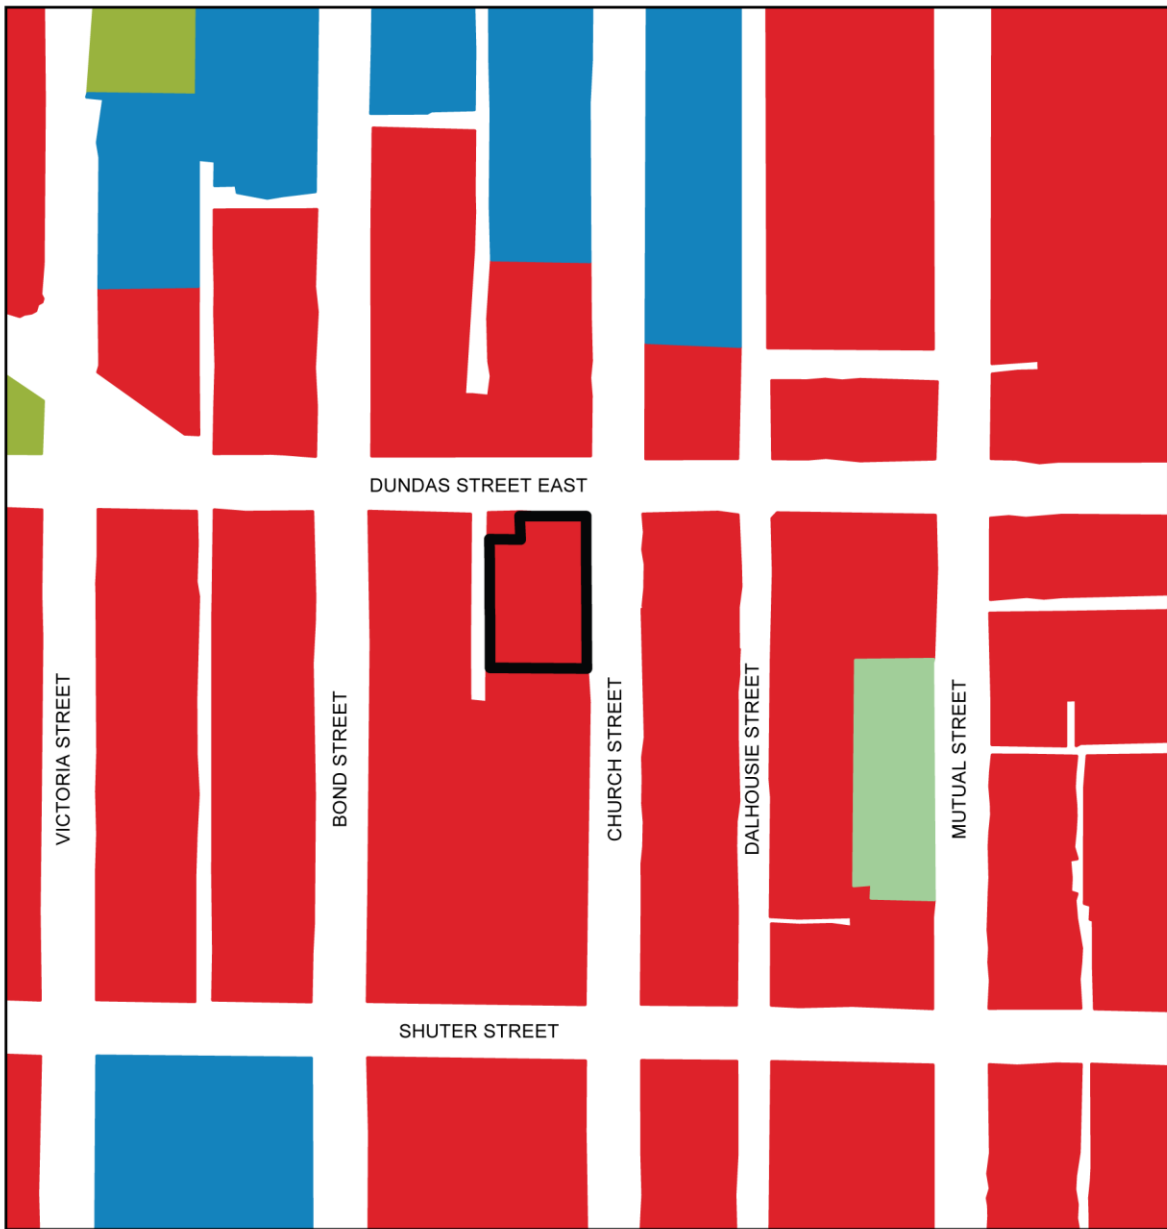 DUNDAS STREET EAST
VICTORIA STREET
BOND STREET
CHURCH STREET
DALHOUSIE STREET
MUTUAL STREET
SHUTER STREET